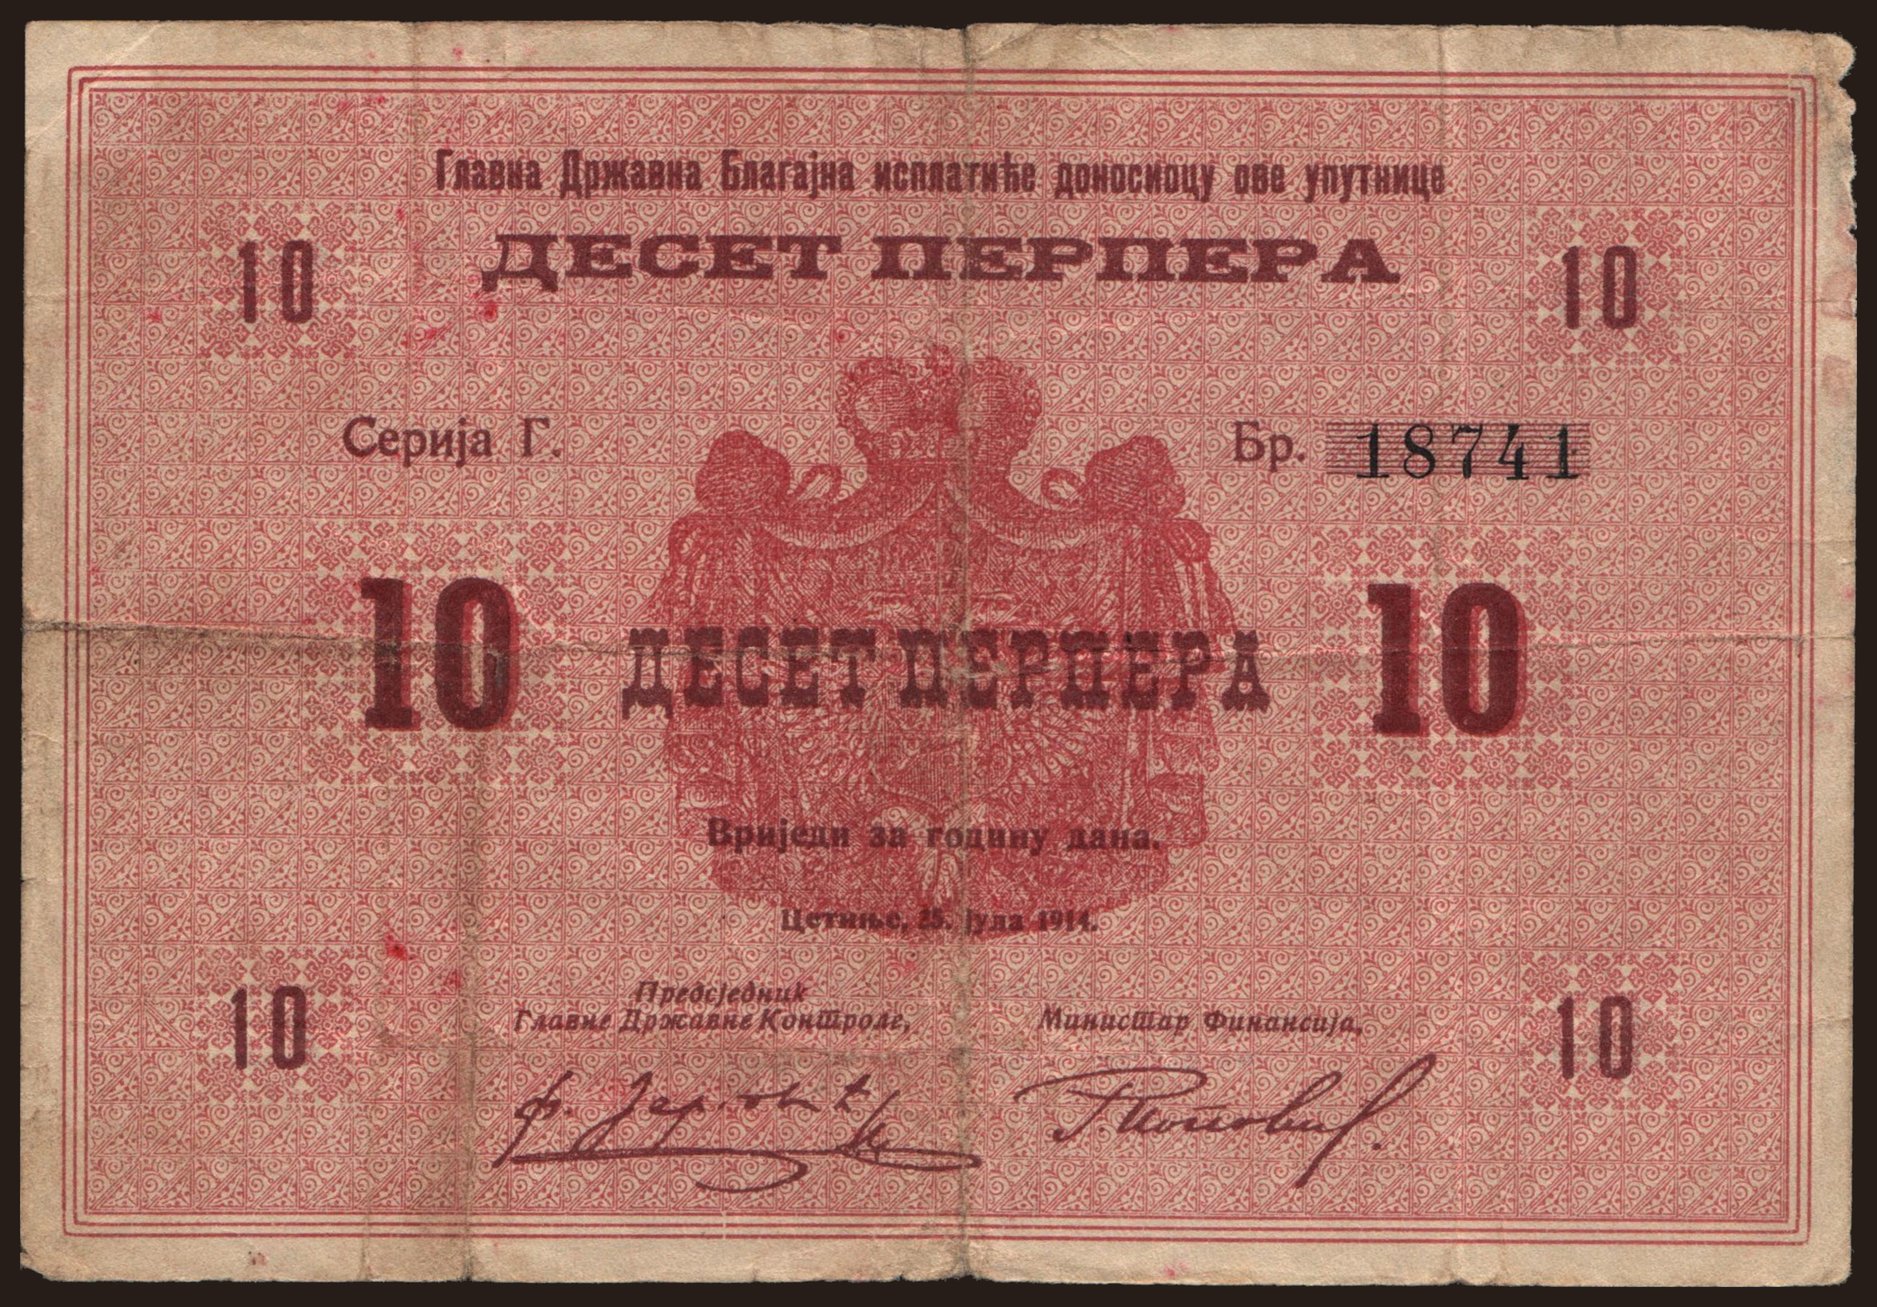 Главна Државна Благајна исплатиће доносиоцу ове упутнице
10 ДЕСЕТ ПЕРПЕРА 10
Серија Г. Бр. 18741
10 ДЕСЕТ ПЕРПЕРА 10
Вриједи за годину дана.
Цетиње, 25. јула 1914.
Предсједник
Главне Државне Контроле, Министар Финансија,
10 10
Р. Поповић.